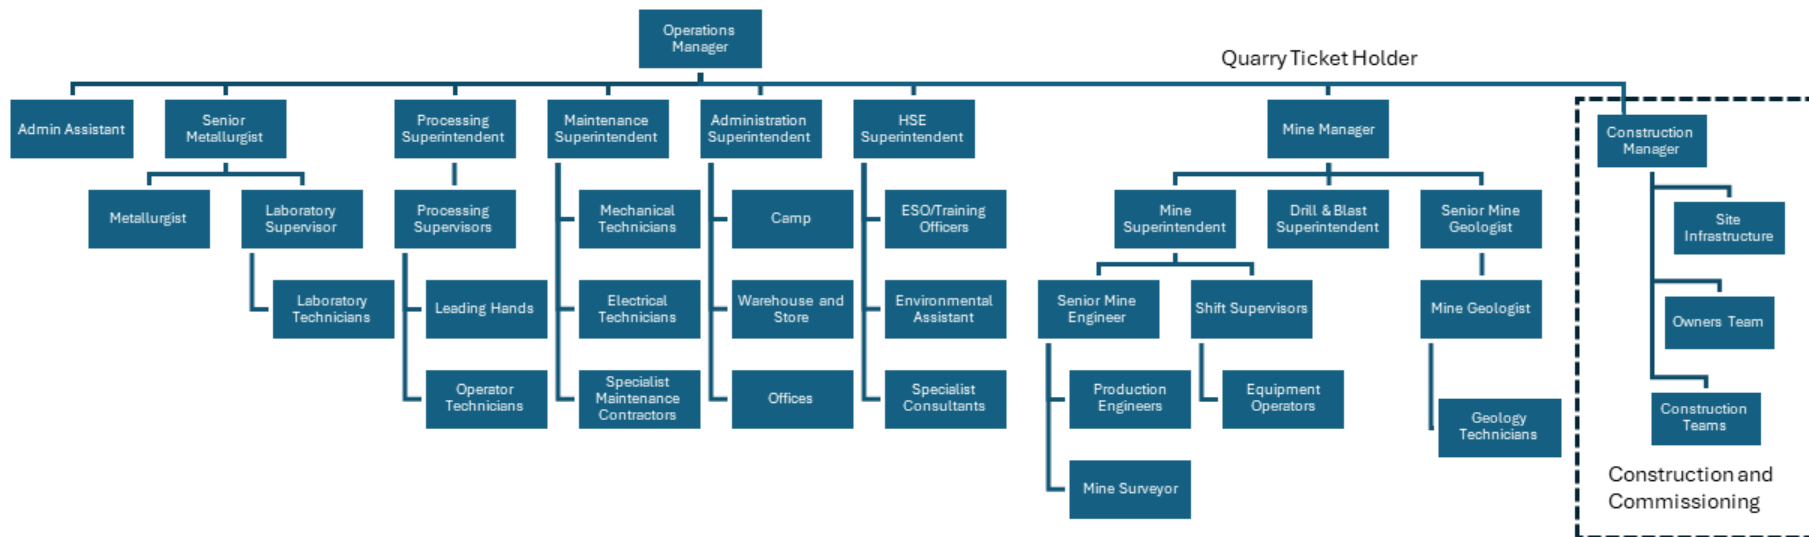 Operations
Manager
Quarry Ticket Holder
Admin Assistant
Senior
Metallurgist
Processing
Superintendent
Maintenance
Superintendent
Administration
Superintendent
HSE
Superintendent
Mine Manager
Construction
Manager
Metallurgist
Laboratory
Supervisor
Processing
Supervisors
Mechanical
Technicians
Camp
ESO/Training
Officers
Mine
Superintendent
Drill & Blast
Superintendent
Senior Mine
Geologist
Site
Infrastructure
Laboratory
Technicians
Leading Hands
Electrical
Technicians
Warehouse and
Store
Environmental
Assistant
Senior Mine
Engineer
Shift Supervisors
Mine Geologist
Owners Team
Operator
Technicians
Specialist
Maintenance
Contractors
Offices
Specialist
Consultants
Production
Engineers
Equipment
Operators
Geology
Technicians
Construction
Teams
Mine Surveyor
Construction and
Commissioning